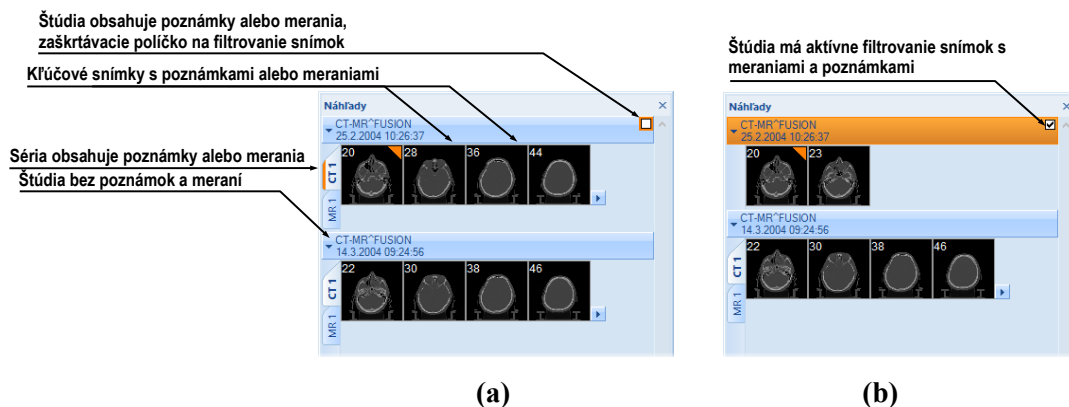 Štúdia obsahuje poznámky alebo merania,
zaškrtávacie políčko na filtrovanie snímok
Kľúčové snímky s poznámkami alebo meraniami
Séria obsahuje poznámky alebo merania
Štúdia bez poznámok a meraní
Náhľady
CT-MR^FUSION
25.2.2004 10:26:37
20 28 36 44
CT 1
MR 1
CT-MR^FUSION
14.3.2004 09:24:56
22 30 38 46
CT 1
MR 1
(a)
Štúdia má aktívne filtrovanie snímok s
meraniami a poznámkami
Náhľady
CT-MR^FUSION
25.2.2004 10:26:37
20 23
CT-MR^FUSION
14.3.2004 09:24:56
22 30 38 46
CT 1
MR 1
(b)